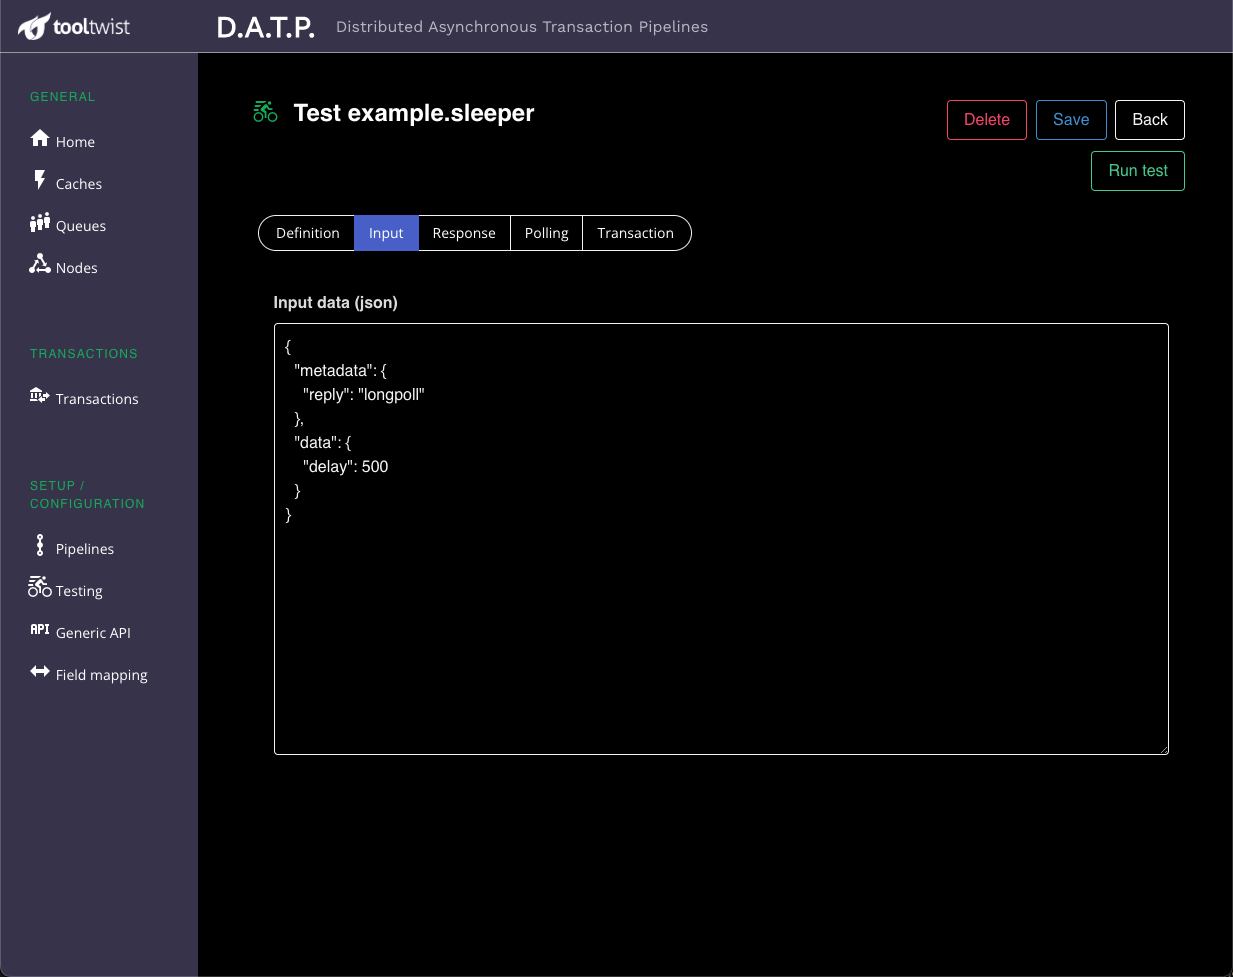 tooltwist
D.A.T.P. Distributed Asynchronous Transaction Pipelines
GENERAL
Home
Caches
Queues
Nodes
TRANSACTIONS
Transactions
SETUP /
CONFIGURATION
Pipelines
Testing
API Generic API
Field mapping
Test example.sleeper
Delete Save Back
Run test
Definition Input Response Polling Transaction
Input data (json)
{
"metadata": {
"reply": "longpoll"
},
"data": {
"delay": 500
}
}